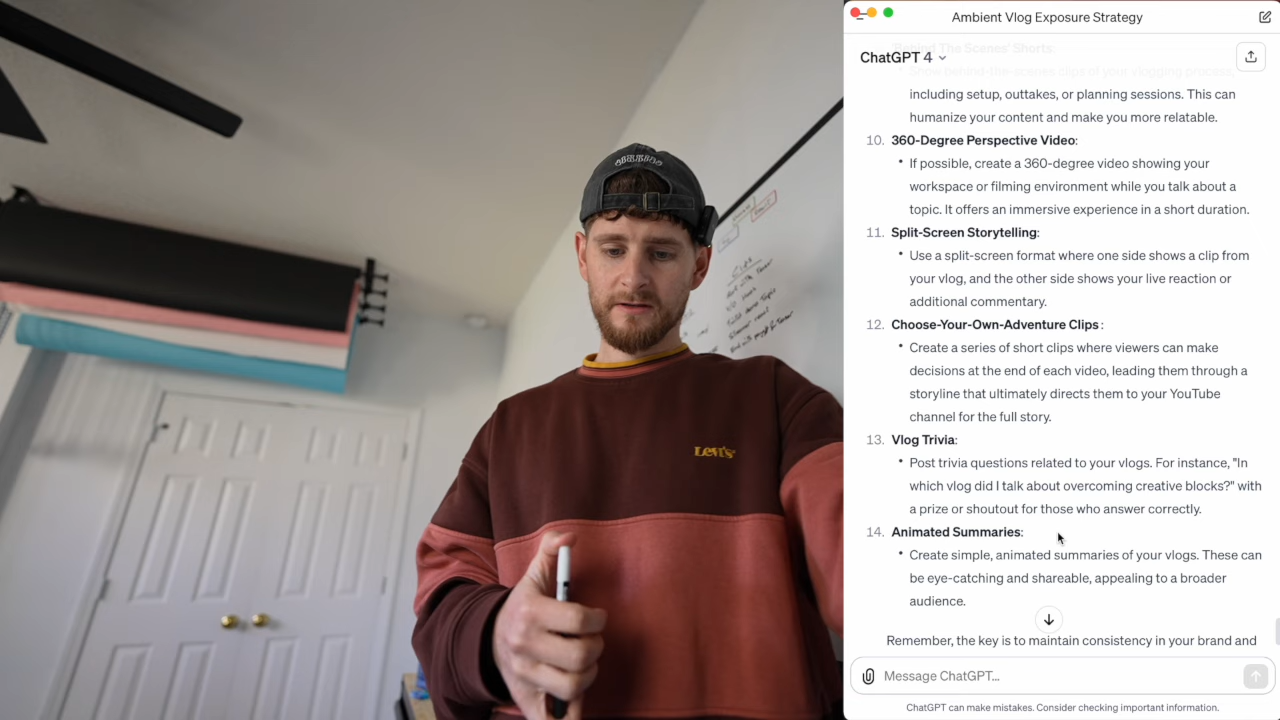 Ambient Vlog Exposure Strategy
Behind The Scenes' Shorts:
ChatGPT 4
including setup, outtakes, or planning sessions. This can
humanize your content and make you more relatable.
10. 360-Degree Perspective Video:
• If possible, create a 360-degree video showing your
workspace or filming environment while you talk about a
topic. It offers an immersive experience in a short duration.
11. Split-Screen Storytelling:
• Use a split-screen format where one side shows a clip from
your vlog, and the other side shows your live reaction or
additional commentary.
12. Choose-Your-Own-Adventure Clips:
• Create a series of short clips where viewers can make
decisions at the end of each video, leading them through a
storyline that ultimately directs them to your YouTube
channel for the full story.
13. Vlog Trivia:
• Post trivia questions related to your vlogs. For instance, "In
which vlog did I talk about overcoming creative blocks?" with
a prize or shoutout for those who answer correctly.
14. Animated Summaries:
• Create simple, animated summaries of your vlogs. These can
be eye-catching and shareable, appealing to a broader
audience.
Remember, the key is to maintain consistency in your brand and
Message ChatGPT...
ChatGPT can make mistakes. Consider checking important information.
Levi's
Clips